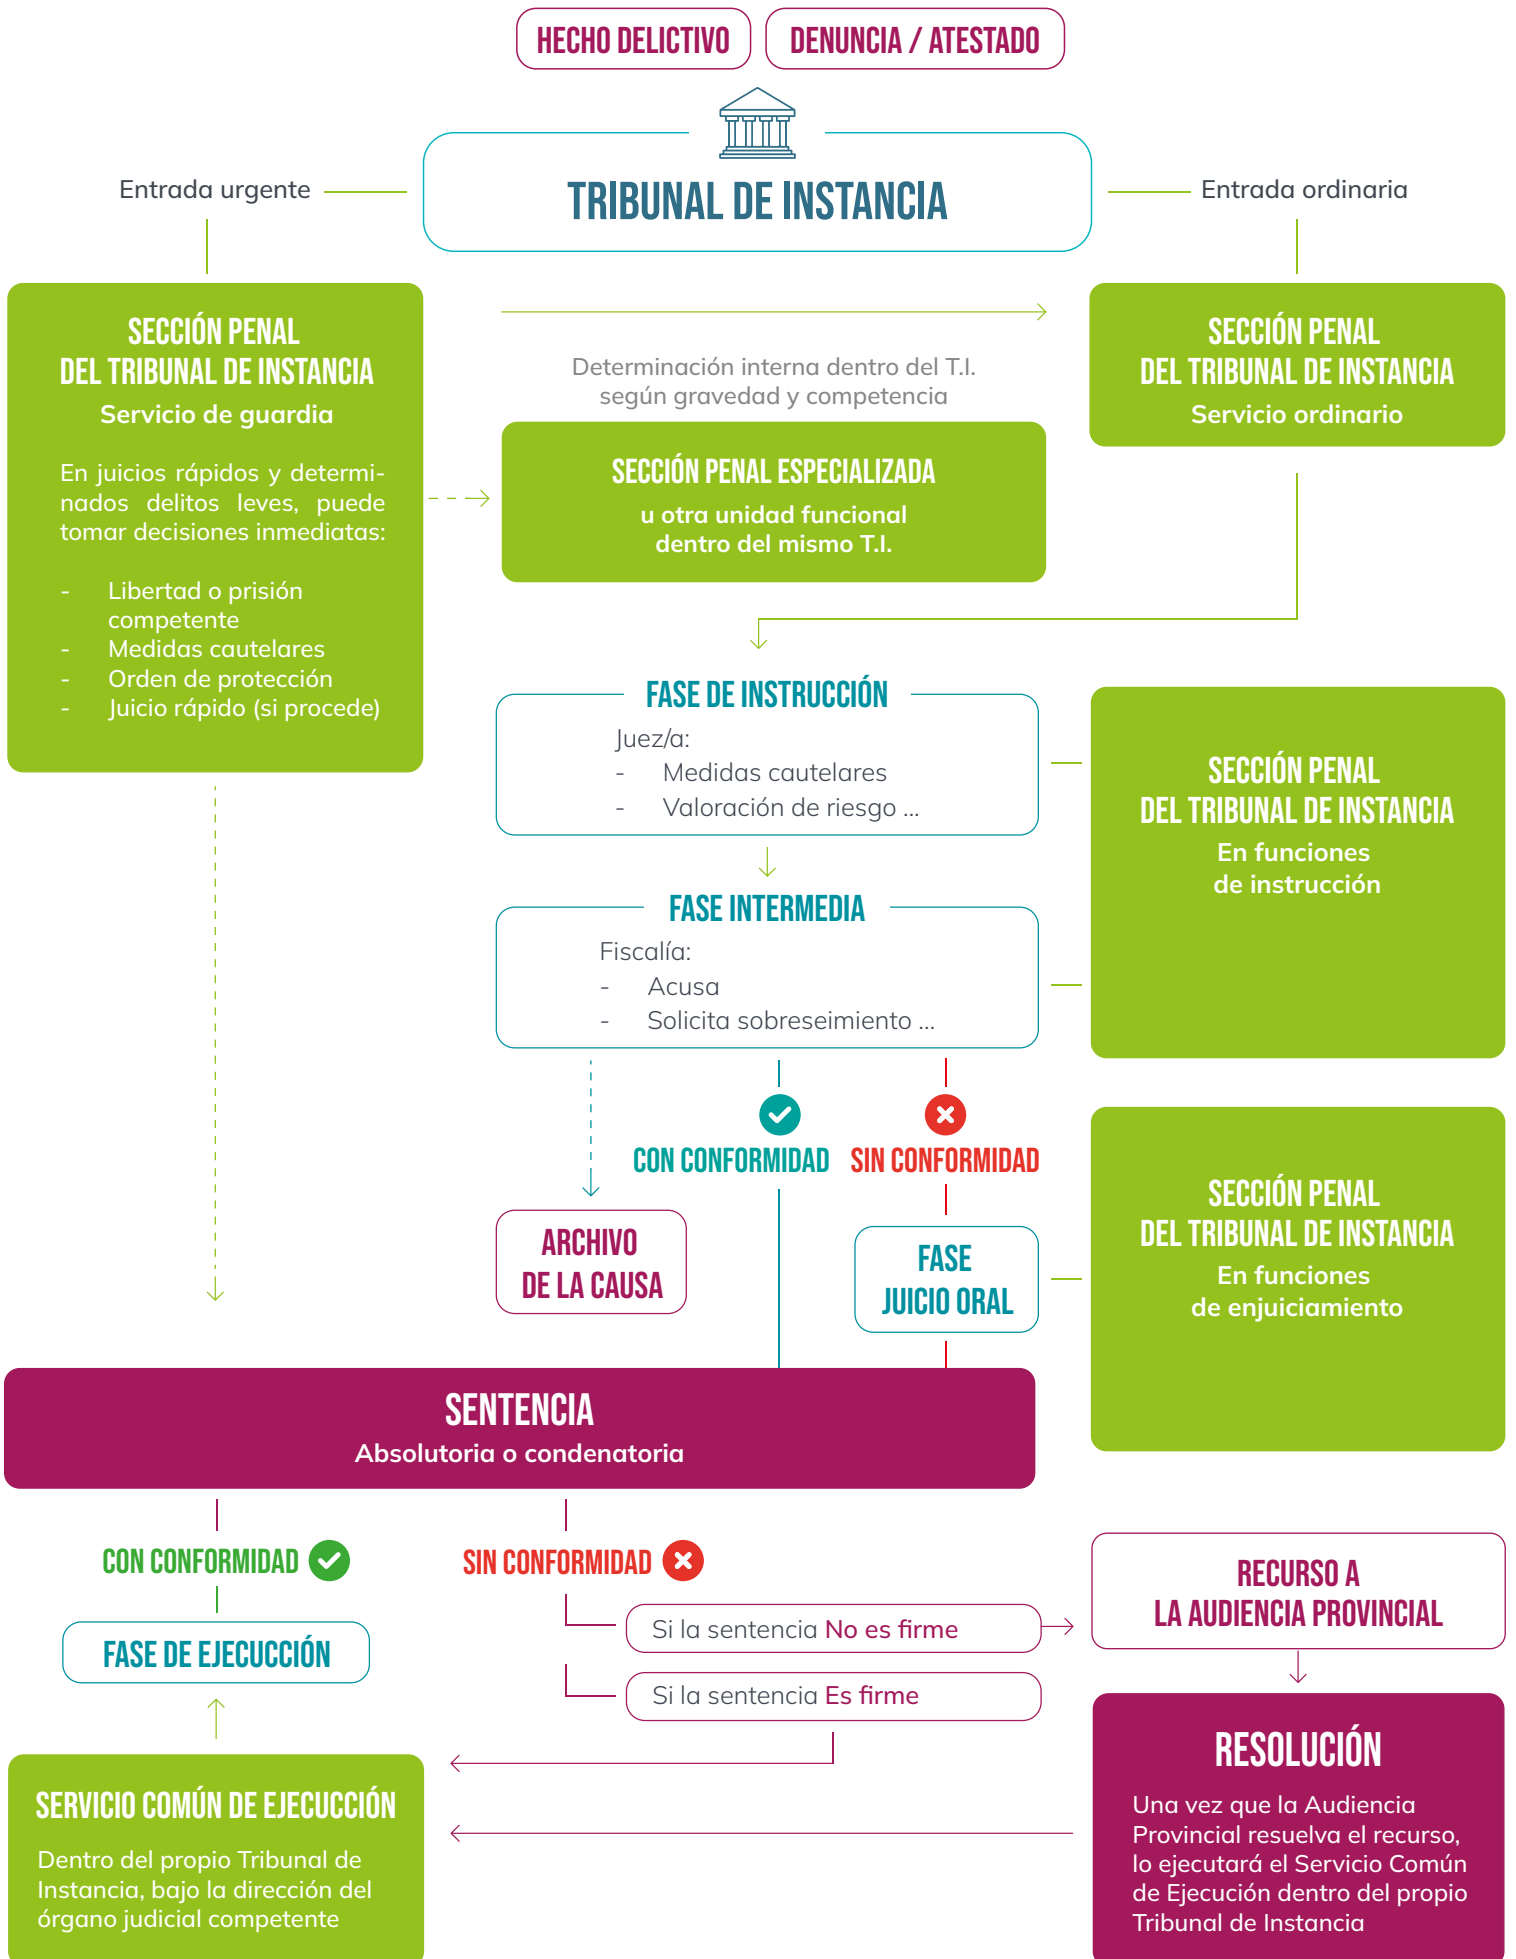 HECHO DELICTIVO
DENUNCIA / ATESTADO
TRIBUNAL DE INSTANCIA
Entrada urgente
Entrada ordinaria
SECCIÓN PENAL
DEL TRIBUNAL DE INSTANCIA
Servicio de guardia
En juicios rápidos y determi-
nados delitos leves, puede
tomar decisiones inmediatas:
- Libertad o prisión
competente
- Medidas cautelares
- Orden de protección
- Juicio rápido (si procede)
Determinación interna dentro del T.I.
según gravedad y competencia
SECCIÓN PENAL ESPECIALIZADA
u otra unidad funcional
dentro del mismo T.I.
SECCIÓN PENAL
DEL TRIBUNAL DE INSTANCIA
Servicio ordinario
FASE DE INSTRUCCIÓN
Juez/a:
- Medidas cautelares
- Valoración de riesgo ...
SECCIÓN PENAL
DEL TRIBUNAL DE INSTANCIA
En funciones
de instrucción
FASE INTERMEDIA
Fiscalía:
- Acusa
- Solicita sobreseimiento ...
CON CONFORMIDAD
SIN CONFORMIDAD
ARCHIVO
DE LA CAUSA
FASE
JUICIO ORAL
SECCIÓN PENAL
DEL TRIBUNAL DE INSTANCIA
En funciones
de enjuiciamiento
SENTENCIA
Absolutoria o condenatoria
CON CONFORMIDAD
SIN CONFORMIDAD
FASE DE EJECUCCIÓN
Si la sentencia No es firme
Si la sentencia Es firme
RECURSO A
LA AUDIENCIA PROVINCIAL
SERVICIO COMÚN DE EJECUCCIÓN
Dentro del propio Tribunal de
Instancia, bajo la dirección del
órgano judicial competente
RESOLUCIÓN
Una vez que la Audiencia
Provincial resuelva el recurso,
lo ejecutará el Servicio Común
de Ejecución dentro del propio
Tribunal de Instancia